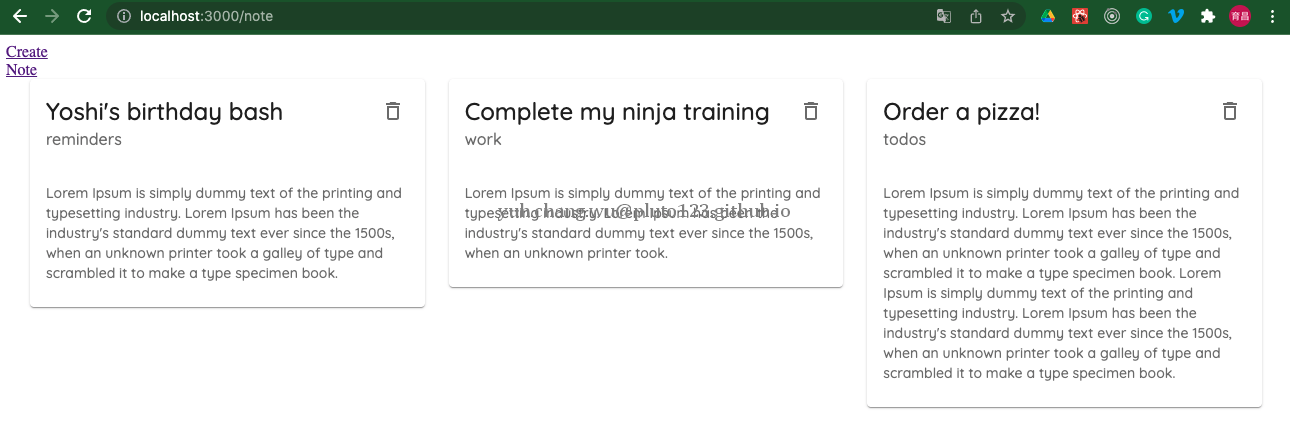 localhost:3000/note
育昌
Create
Note
Yoshi's birthday bash
reminders
Lorem Ipsum is simply dummy text of the printing and
typesetting industry. Lorem Ipsum has been the
industry's standard dummy text ever since the 1500s,
when an unknown printer took a galley of type and
scrambled it to make a type specimen book.
Complete my ninja training
work
Lorem Ipsum is simply dummy text of the printing and
typesetting industry. Lorem Ipsum has been the
industry's standard dummy text ever since the 1500s,
when an unknown printer took.
yuh.chang.wu@pluto123.github.io
Order a pizza!
todos
Lorem Ipsum is simply dummy text of the printing and
typesetting industry. Lorem Ipsum has been the
industry's standard dummy text ever since the 1500s,
when an unknown printer took a galley of type and
scrambled it to make a type specimen book. Lorem
Ipsum is simply dummy text of the printing and
typesetting industry. Lorem Ipsum has been the
industry's standard dummy text ever since the 1500s,
when an unknown printer took a galley of type and
scrambled it to make a type specimen book.